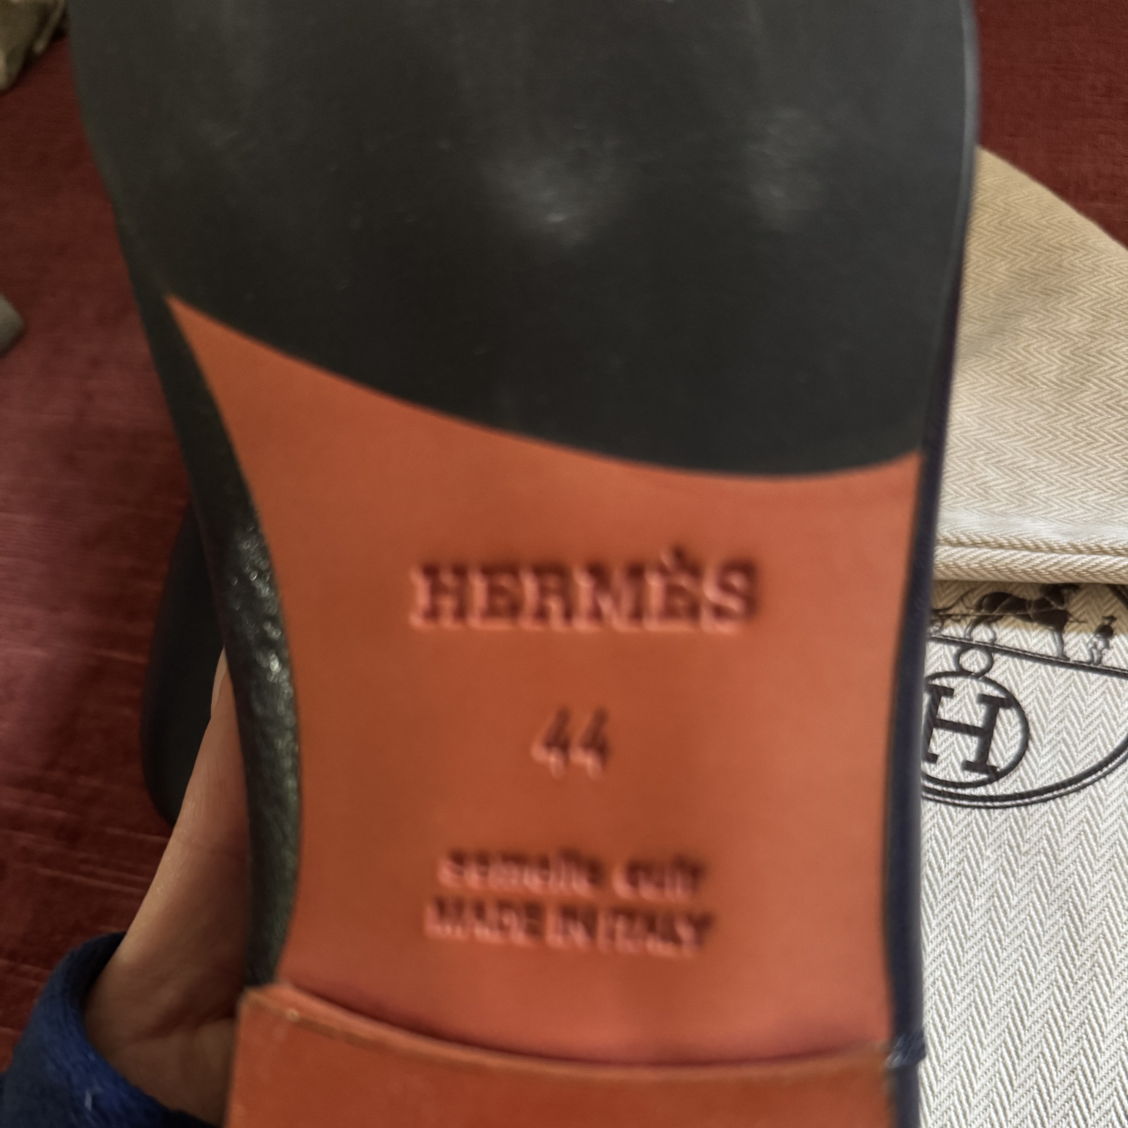 HERMÈS
44
semelle cuir
MADE IN ITALY
H